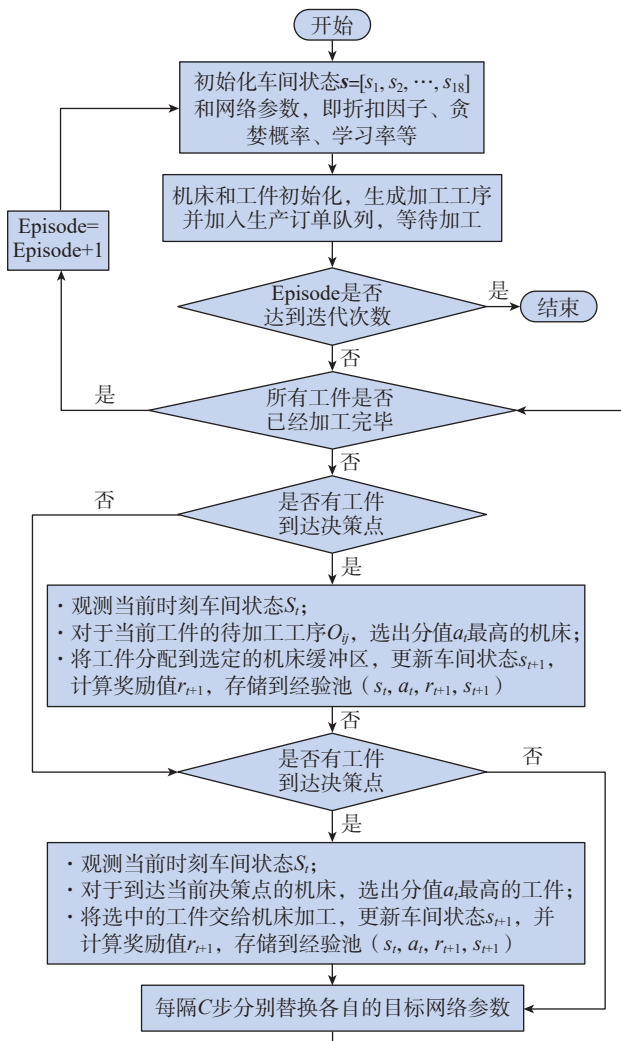 开始
初始化车间状态s=[s₁, s₂, ⋯, s₁₈]
和网络参数，即折扣因子、贪
婪概率、学习率等
机床和工件初始化，生成加工工序
并加入生产订单队列，等待加工
Episode=
Episode+1
Episode是否
达到迭代次数
是
结束
否
所有工件是否
已经加工完毕
是
否
是否有工件
到达决策点
否
是
· 观测当前时刻车间状态Sₜ；
· 对于当前工件的待加工工序Oᵢⱼ，选出分值aₜ最高的机床；
· 将工件分配到选定的机床缓冲区，更新车间状态sₜ₊₁，
计算奖励值rₜ₊₁，存储到经验池（sₜ, aₜ, rₜ₊₁, sₜ₊₁）
否
是否有工件
到达决策点
否
是
· 观测当前时刻车间状态Sₜ；
· 对于到达当前决策点的机床，选出分值aₜ最高的工件；
· 将选中的工件交给机床加工，更新车间状态sₜ₊₁，并
计算奖励值rₜ₊₁，存储到经验池（sₜ, aₜ, rₜ₊₁, sₜ₊₁）
每隔C步分别替换各自的目标网络参数